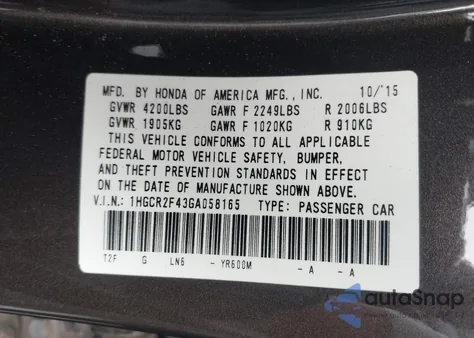 MFD. BY HONDA OF AMERICA MFG., INC. 10/'15
GVWR 4200LBS GAWR F 2249LBS R 2006LBS
GVWR 1905KG GAWR F 1020KG R 910KG
THIS VEHICLE CONFORMS TO ALL APPLICABLE
FEDERAL MOTOR VEHICLE SAFETY, BUMPER,
AND THEFT PREVENTION STANDARDS IN EFFECT
ON THE DATE OF MANUFACTURE SHOWN ABOVE.
V.I.N.: 1HGCR2F43GA058165 TYPE: PASSENGER CAR
T2F G LN6 - YR600M - A - A
autoSnap